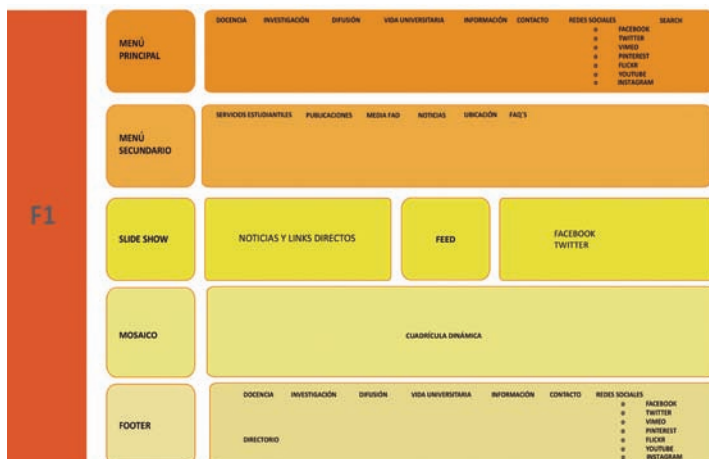 F1
MENÚ
PRINCIPAL
DOCENCIA INVESTIGACIÓN DIFUSIÓN VIDA UNIVERSITARIA INFORMACIÓN CONTACTO REDES SOCIALES SEARCH
FACEBOOK
TWITTER
VIMEO
PINTEREST
FLICKR
YOUTUBE
INSTAGRAM
MENÚ
SECUNDARIO
SERVICIOS ESTUDIANTILES PUBLICACIONES MEDIA FAD NOTICIAS UBICACIÓN FAQ'S
SLIDE SHOW
NOTICIAS Y LINKS DIRECTOS
FEED
FACEBOOK
TWITTER
MOSAICO
CUADRÍCULA DINÁMICA
FOOTER
DOCENCIA INVESTIGACIÓN DIFUSIÓN VIDA UNIVERSITARIA INFORMACIÓN CONTACTO REDES SOCIALES
FACEBOOK
TWITTER
VIMEO
PINTEREST
FLICKR
YOUTUBE
INSTAGRAM
DIRECTORIO